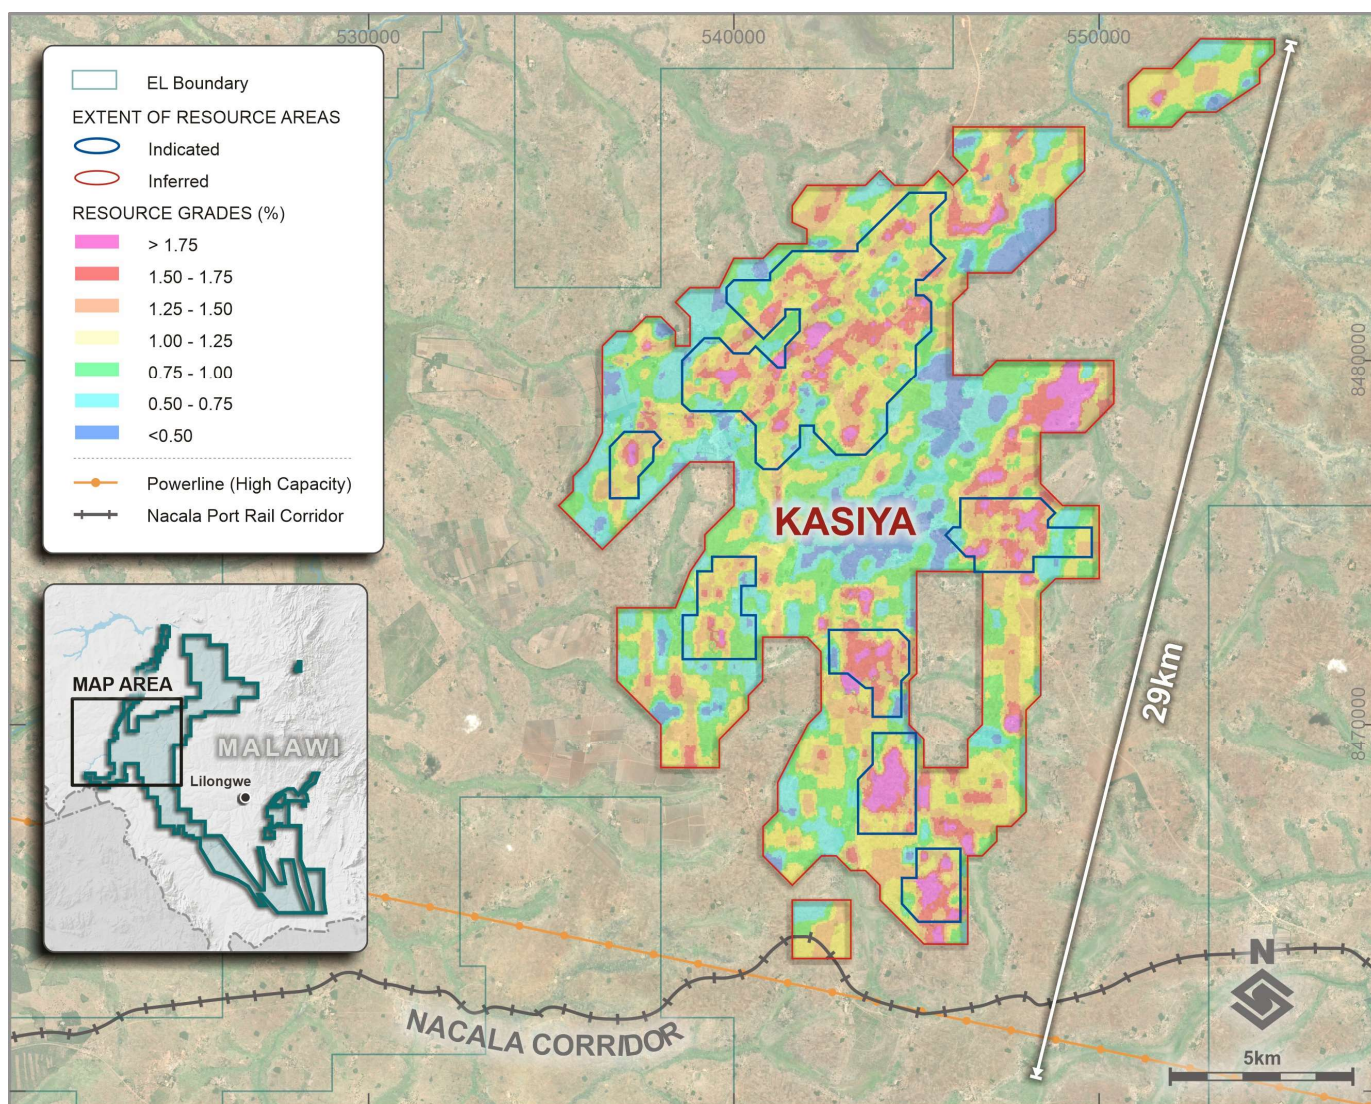 530000
540000
550000
EL Boundary
EXTENT OF RESOURCE AREAS
Indicated
Inferred
RESOURCE GRADES (%)
> 1.75
1.50 - 1.75
1.25 - 1.50
1.00 - 1.25
0.75 - 1.00
0.50 - 0.75
<0.50
Powerline (High Capacity)
Nacala Port Rail Corridor
8480000
KASIYA
29km
8470000
MAP AREA
MALAWI
Lilongwe
NACALA CORRIDOR
N
5km